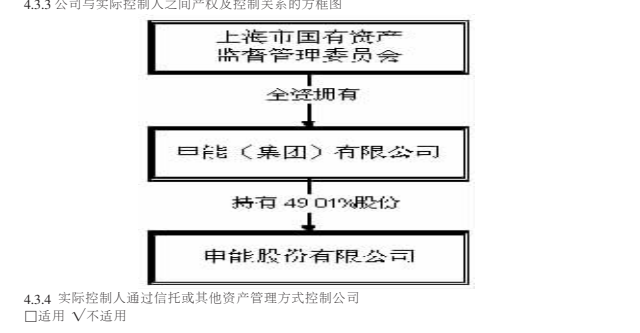 4.3.3 公司与实际控制人之间产权及控制关系的方框图
上海市国有资产
监督管理委员会
全资拥有
申能（集团）有限公司
持有 49 01%股份
申能股份有限公司
4.3.4 实际控制人通过信托或其他资产管理方式控制公司
□适用 √不适用